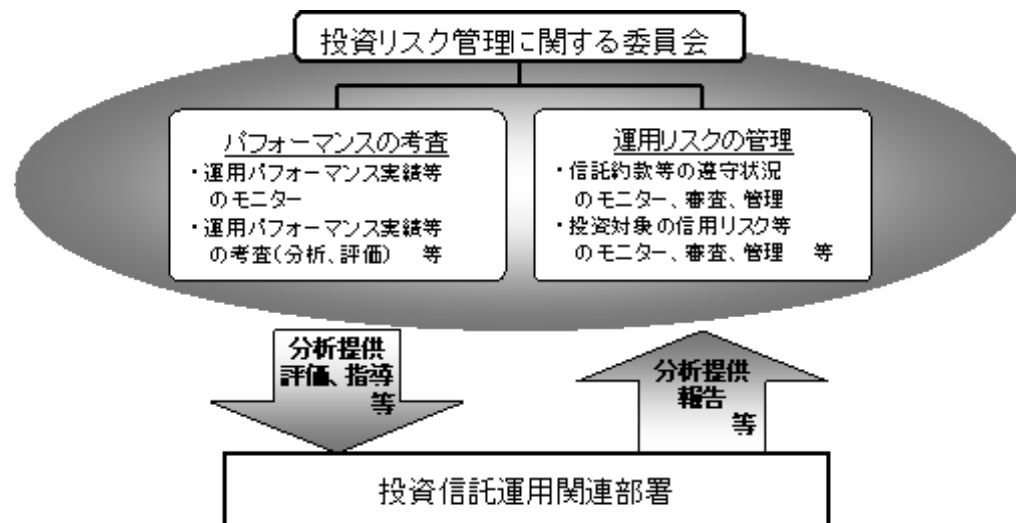 投資リスク管理に関する委員会
パフォーマンスの考査
・運用パフォーマンス実績等
のモニター
・運用パフォーマンス実績等
の考査(分析、評価) 等
運用リスクの管理
・信託約款等の遵守状況
のモニター、審査、管理
・投資対象の信用リスク等
のモニター、審査、管理 等
分析提供
評価、指導
等
分析提供
報告
等
投資信託運用関連部署